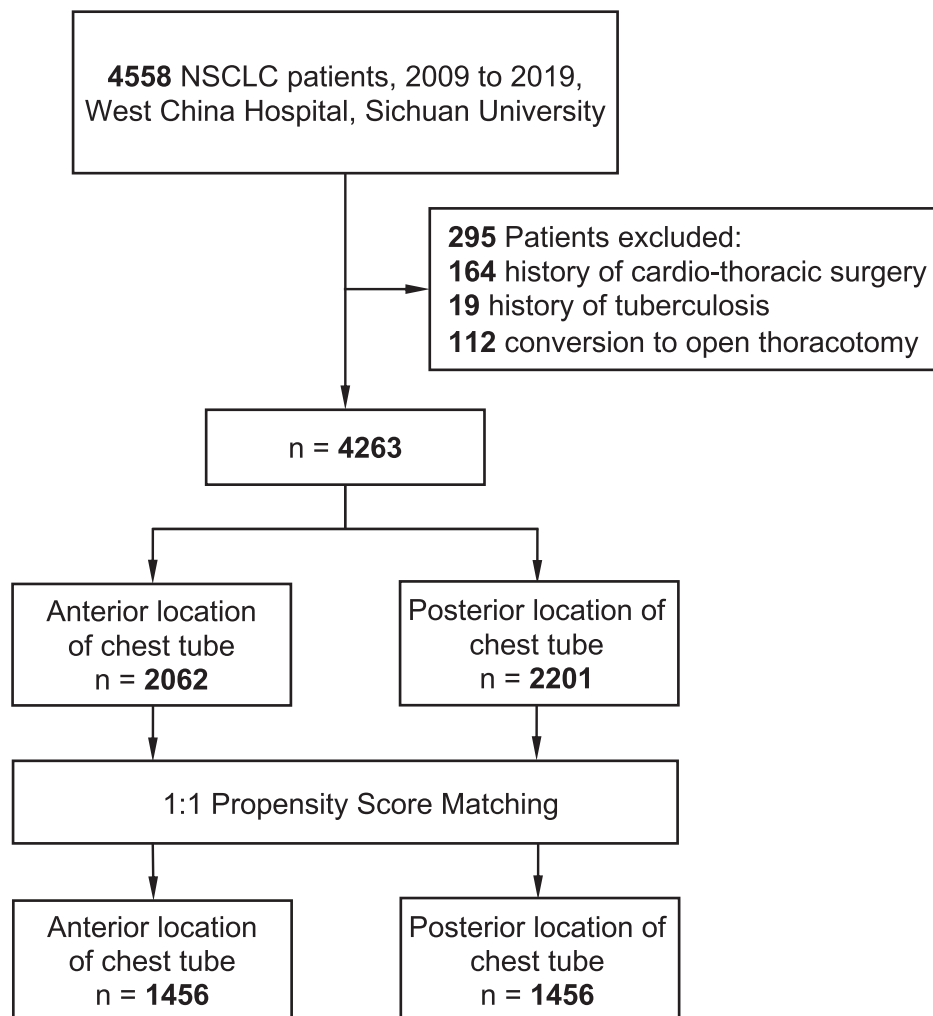 4558 NSCLC patients, 2009 to 2019,
West China Hospital, Sichuan University
295 Patients excluded:
164 history of cardio-thoracic surgery
19 history of tuberculosis
112 conversion to open thoracotomy
n = 4263
Anterior location
of chest tube
n = 2062
Posterior location of
chest tube
n = 2201
1:1 Propensity Score Matching
Anterior location
of chest tube
n = 1456
Posterior location of
chest tube
n = 1456